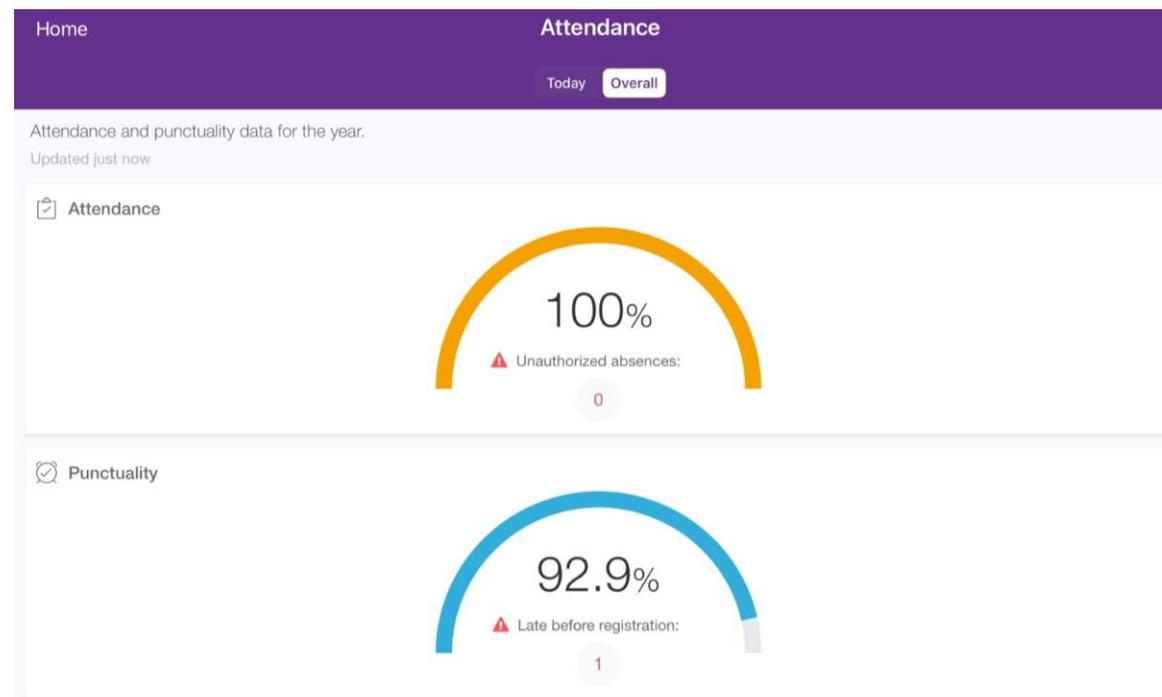 Home
Attendance
Today
Overall
Attendance and punctuality data for the year.
Updated just now
Attendance
100%
Unauthorized absences:
0
Punctuality
92.9%
Late before registration:
1